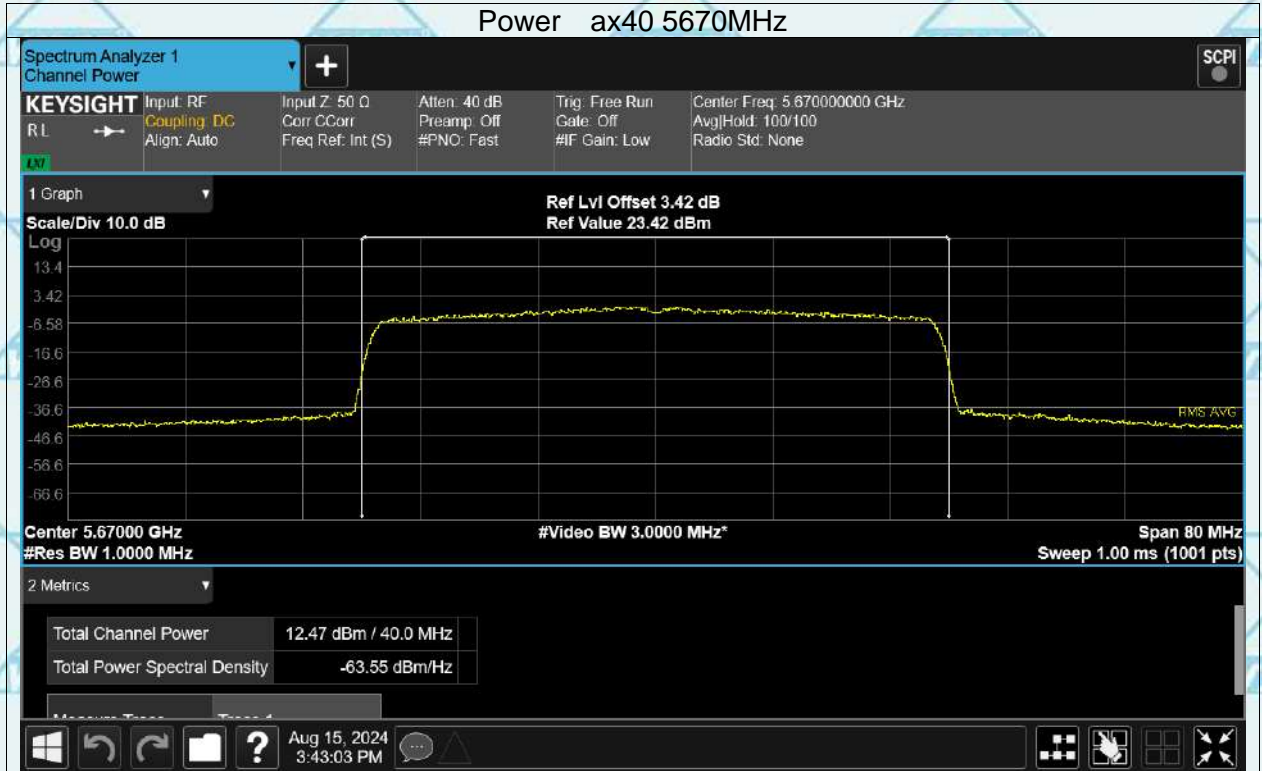 Power ax40 5670MHz
Spectrum Analyzer 1
Channel Power
SCPI
KEYSIGHT
RL
LXI
Input: RF
Coupling: DC
Align: Auto
Input Z: 50 Ω
Corr CCorr
Freq Ref: Int (S)
Atten: 40 dB
Preamp: Off
#PNO: Fast
Trig: Free Run
Gate: Off
#IF Gain: Low
Center Freq: 5.670000000 GHz
Avg|Hold: 100/100
Radio Std: None
1 Graph
Scale/Div 10.0 dB
Ref Lvl Offset 3.42 dB
Ref Value 23.42 dBm
Log
13.4
3.42
-6.58
-16.6
-26.6
-36.6
-46.6
-56.6
-66.6
RMS AVG
Center 5.67000 GHz
#Video BW 3.0000 MHz*
Span 80 MHz
#Res BW 1.0000 MHz
Sweep 1.00 ms (1001 pts)
2 Metrics
Total Channel Power 12.47 dBm / 40.0 MHz
Total Power Spectral Density -63.55 dBm/Hz
Aug 15, 2024
3:43:03 PM